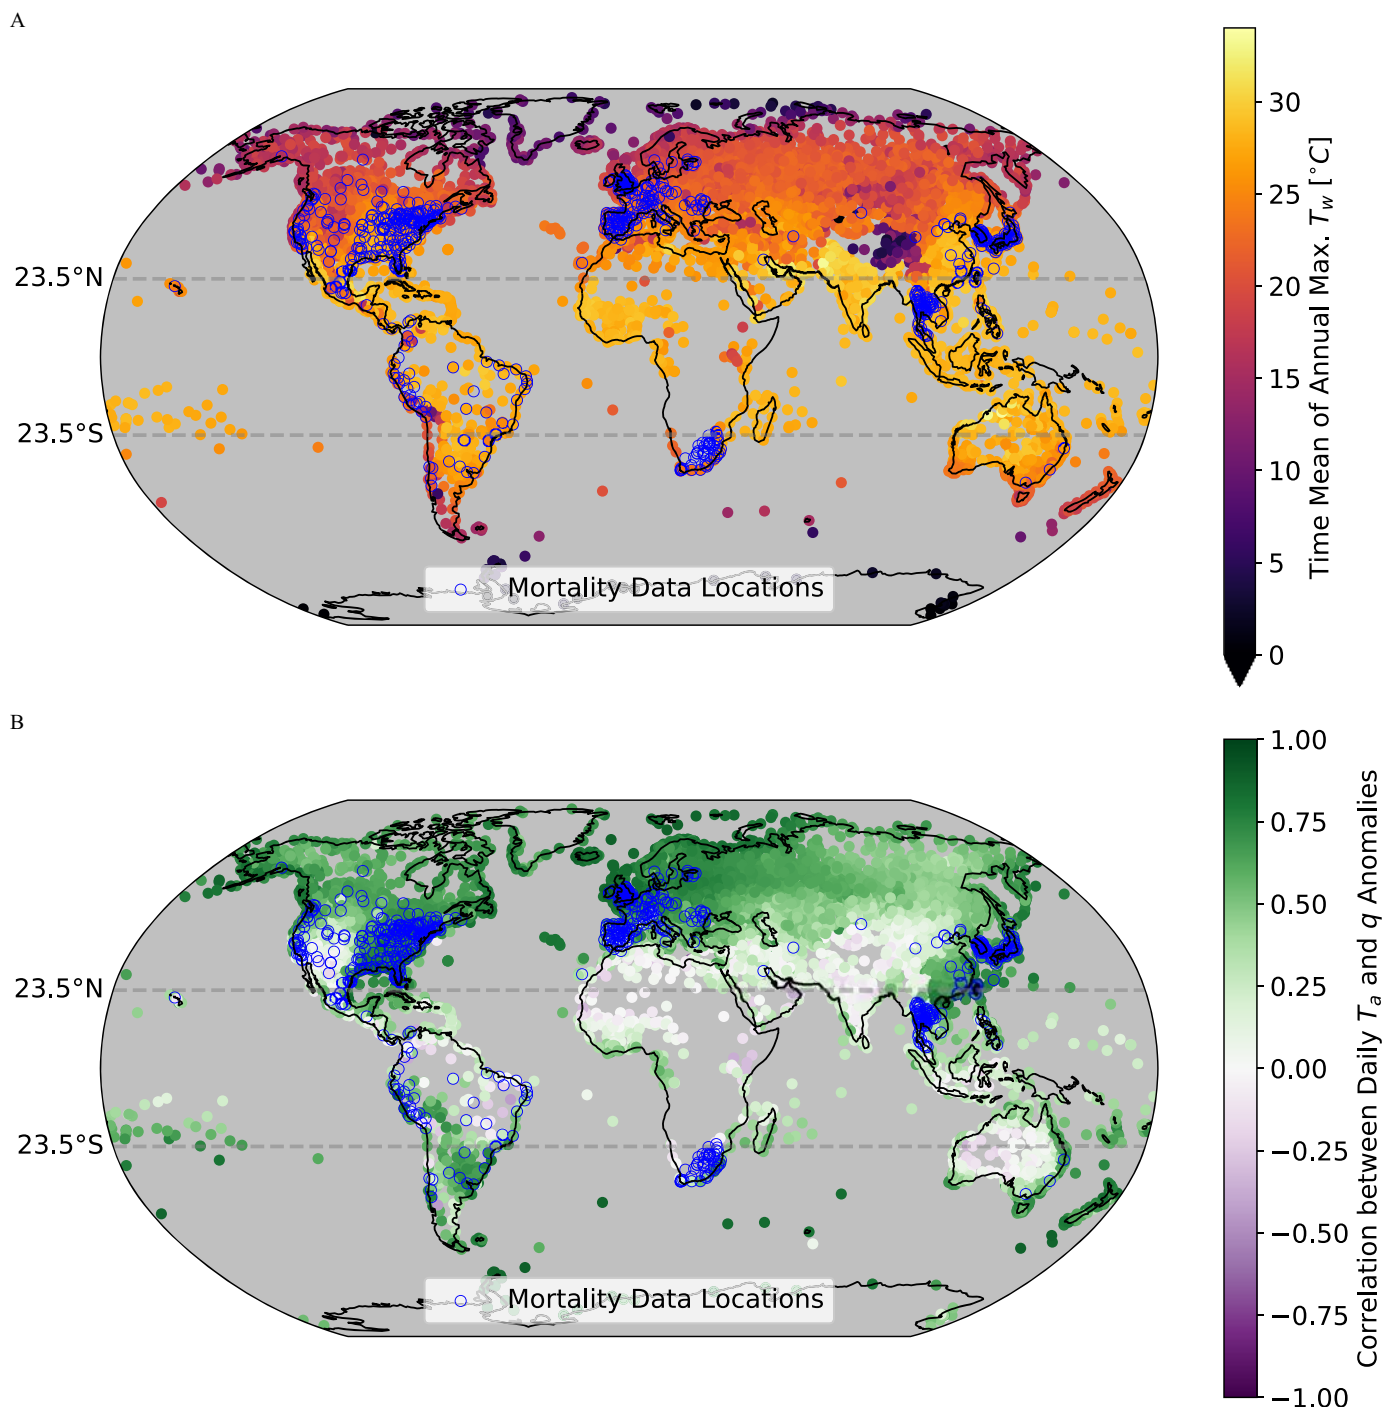 A
23.5°N
23.5°S
Mortality Data Locations
30
25
20
15
10
5
0
Time Mean of Annual Max. T_w [°C]
B
23.5°N
23.5°S
Mortality Data Locations
1.00
0.75
0.50
0.25
0.00
−0.25
−0.50
−0.75
−1.00
Correlation between Daily T_a and q Anomalies